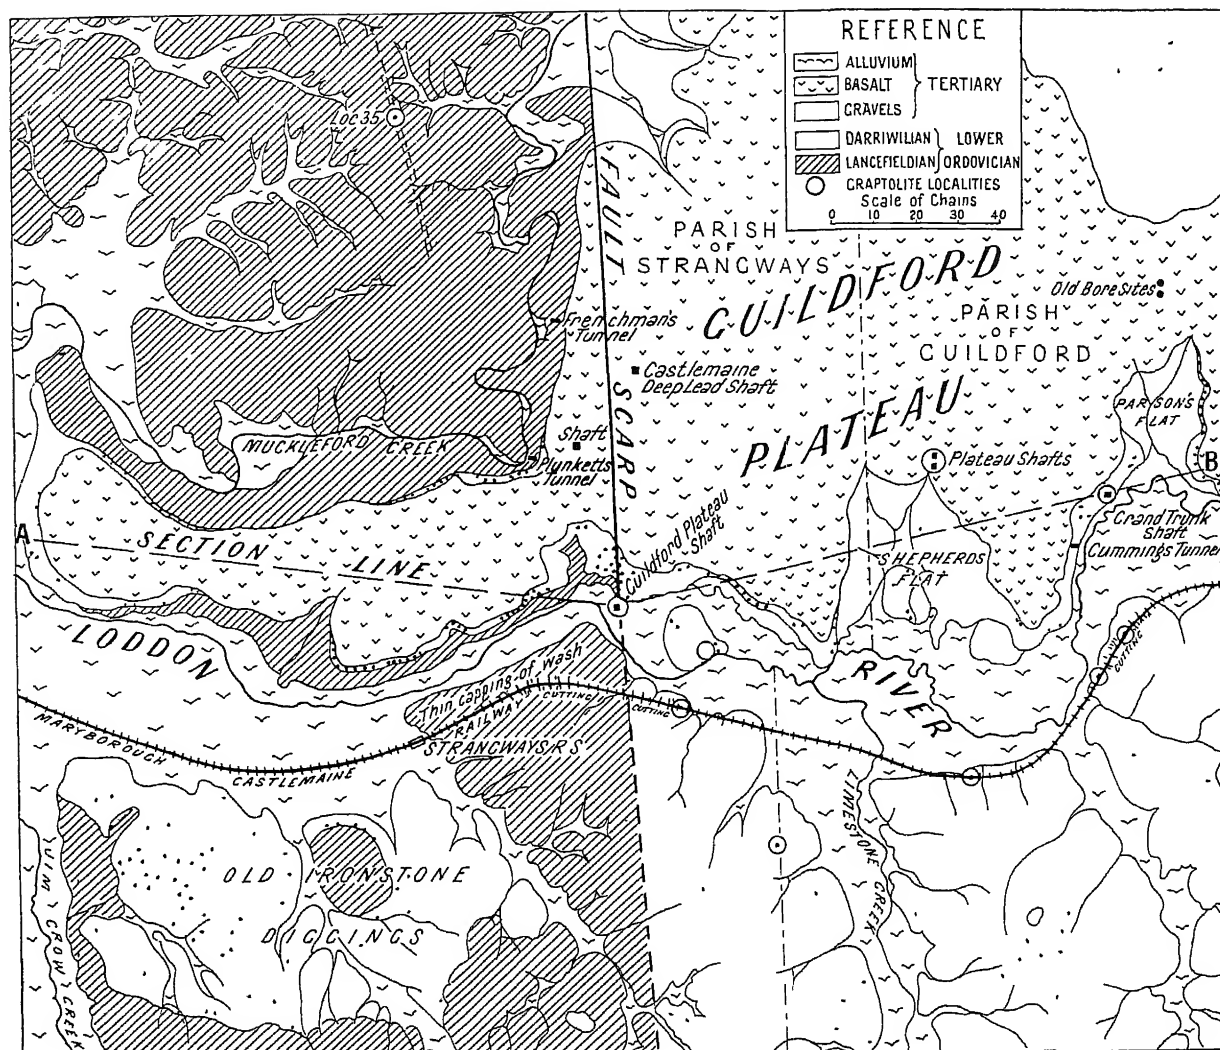 REFERENCE
ALLUVIUM
BASALT
TERTIARY
GRAVELS
DARRIWILIAN
LOWER
LANCEFIELDIAN
ORDOVICIAN
GRAPTOLITE LOCALITIES
Scale of Chains
0 10 20 30 40
Loc 35
FAULT SCARP
PARISH
OF
STRANGWAYS
GUILDFORD
PLATEAU
Old Bore Sites
PARISH
OF
GUILDFORD
Frenchman's
Tunnel
Castlemaine
Deep Lead Shaft
PARSON'S
FLAT
Shaft
MUCKLEFORD CREEK
Plunketts
Tunnel
Plateau Shafts
B
A
SECTION LINE
Guildford Plateau
Shaft
Grand Trunk
Shaft
Cummings Tunnel
SHEPHERDS
FLAT
LODDON
RIVER
Thin capping of wash
RAILWAY
CUTTING
CUTTING
CUTTING
STRANGWAYS R S
MARYBOROUGH
CASTLEMAINE
LIMESTONE
CREEK
OLD IRONSTONE
DIGGINGS
JIM CROW CREEK